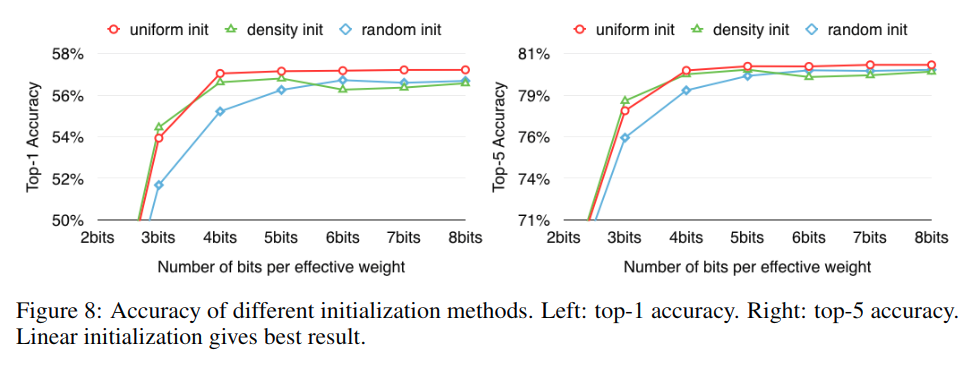 uniform init density init random init
58%
56%
54%
52%
50%
Top-1 Accuracy
2bits 3bits 4bits 5bits 6bits 7bits 8bits
Number of bits per effective weight
uniform init density init random init
81%
79%
76%
74%
71%
Top-5 Accuracy
2bits 3bits 4bits 5bits 6bits 7bits 8bits
Number of bits per effective weight
Figure 8: Accuracy of different initialization methods. Left: top-1 accuracy. Right: top-5 accuracy.
Linear initialization gives best result.